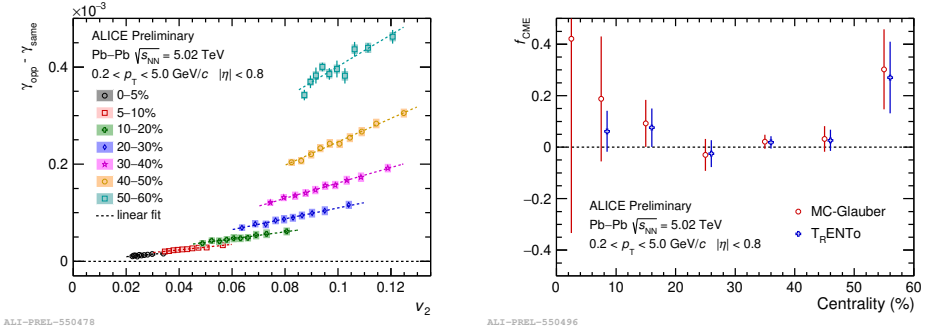 ×10⁻³
γopp - γsame
0.4
0.2
0
ALICE Preliminary
Pb−Pb √sNN = 5.02 TeV
0.2 < pT < 5.0 GeV/c |η| < 0.8
0−5%
5−10%
10−20%
20−30%
30−40%
40−50%
50−60%
linear fit
0.02 0.04 0.06 0.08 0.1 0.12
v2
ALI-PREL-550478
fCME
0.4
0.2
0
−0.2
−0.4
ALICE Preliminary
Pb−Pb √sNN = 5.02 TeV
0.2 < pT < 5.0 GeV/c |η| < 0.8
MC-Glauber
TRENTo
0 10 20 30 40 50 60
Centrality (%)
ALI-PREL-550496